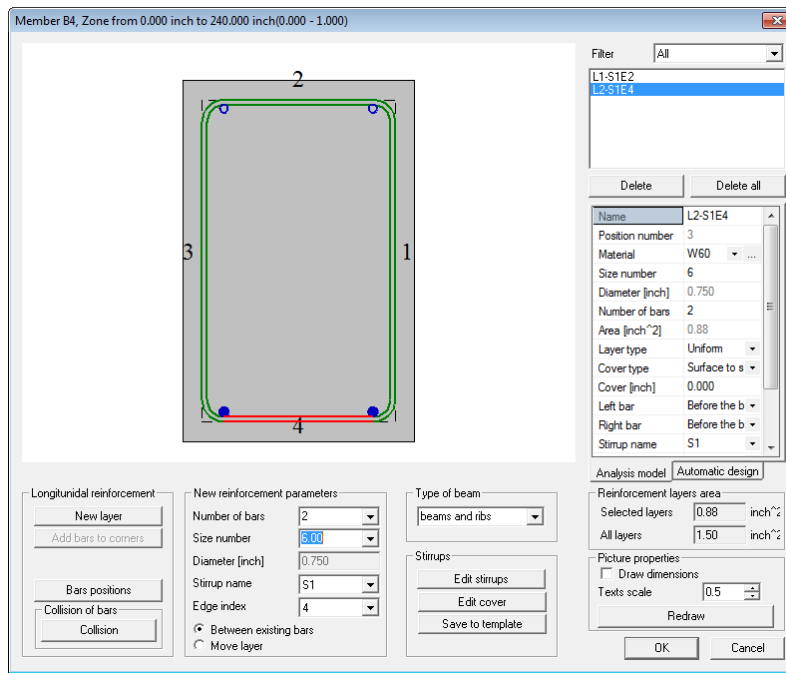 Member B4, Zone from 0.000 inch to 240.000 inch(0.000 - 1.000)
2
3
1
4
Filter All
L1-S1E2
L2-S1E4
Delete Delete all
Name L2-S1E4
Position number 3
Material W60 ...
Size number 6
Diameter [inch] 0.750
Number of bars 2
Area [inch^2] 0.88
Layer type Uniform
Cover type Surface to s
Cover [inch] 0.000
Left bar Before the b
Right bar Before the b
Stirrup name S1
Analysis model Automatic design
Longitunidal reinforcement
New layer
Add bars to corners
Bars positions
Collision of bars
Collision
New reinforcement parameters
Number of bars 2
Size number 6.00
Diameter [inch] 0.750
Stirrup name S1
Edge index 4
Between existing bars
Move layer
Type of beam
beams and ribs
Stirrups
Edit stirrups
Edit cover
Save to template
Reinforcement layers area
Selected layers 0.88 inch^2
All layers 1.50 inch^2
Picture properties
Draw dimensions
Texts scale 0.5
Redraw
OK Cancel